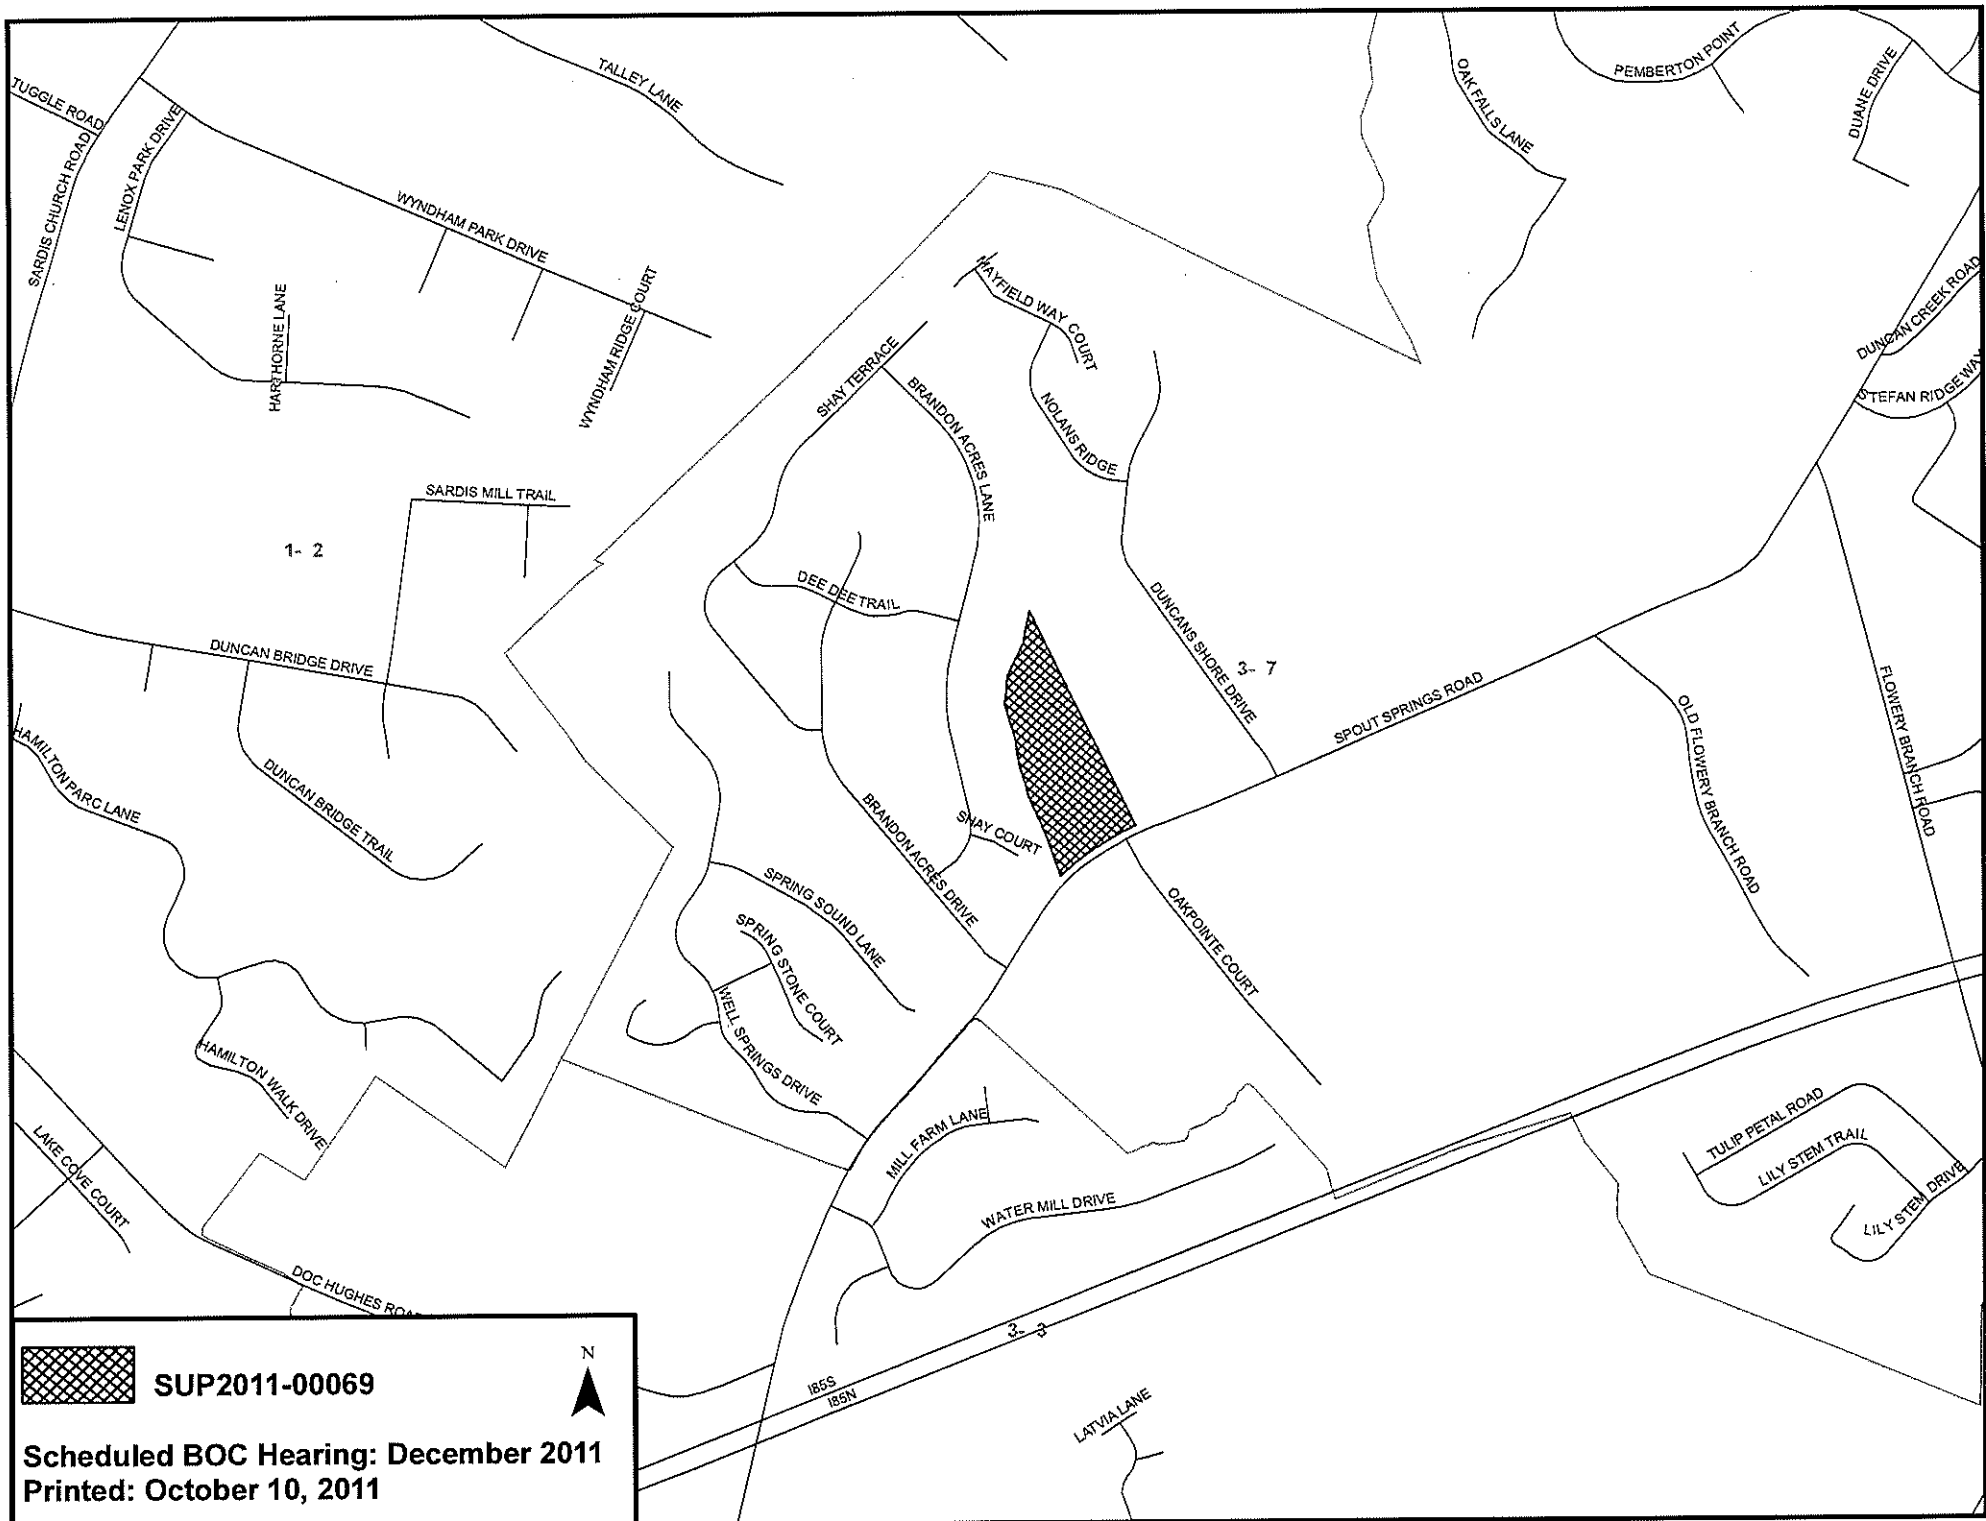 TALLEY LANE
PEMBERTON POINT
OAK FALLS LANE
DUANE DRIVE
TUGGLE ROAD
LENOX PARK DRIVE
SARDIS CHURCH ROAD
WYNDHAM PARK DRIVE
HARTHORNE LANE
WYNDHAM RIDGE COURT
MAYFIELD WAY COURT
DUNCAN CREEK ROAD
STEFAN RIDGE WAY
SHAY TERRACE
BRANDON ACRES LANE
NOLANS RIDGE
SARDIS MILL TRAIL
1- 2
DEE DEE TRAIL
DUNCANS SHORE DRIVE
3- 7
DUNCAN BRIDGE DRIVE
SPOUT SPRINGS ROAD
OLD FLOWERY BRANCH ROAD
FLOWERY BRANCH ROAD
HAMILTON PARC LANE
DUNCAN BRIDGE TRAIL
BRANDON ACRES DRIVE
SHAY COURT
SPRING SOUND LANE
SPRING STONE COURT
OAKPOINTE COURT
WELL SPRINGS DRIVE
HAMILTON WALK DRIVE
MILL FARM LANE
LAKE COVE COURT
WATER MILL DRIVE
TULIP PETAL ROAD
LILY STEM TRAIL
LILY STEM DRIVE
DOC HUGHES ROAD
3- 3
I85S
I85N
LATVIA LANE
N
SUP2011-00069
Scheduled BOC Hearing: December 2011
Printed: October 10, 2011